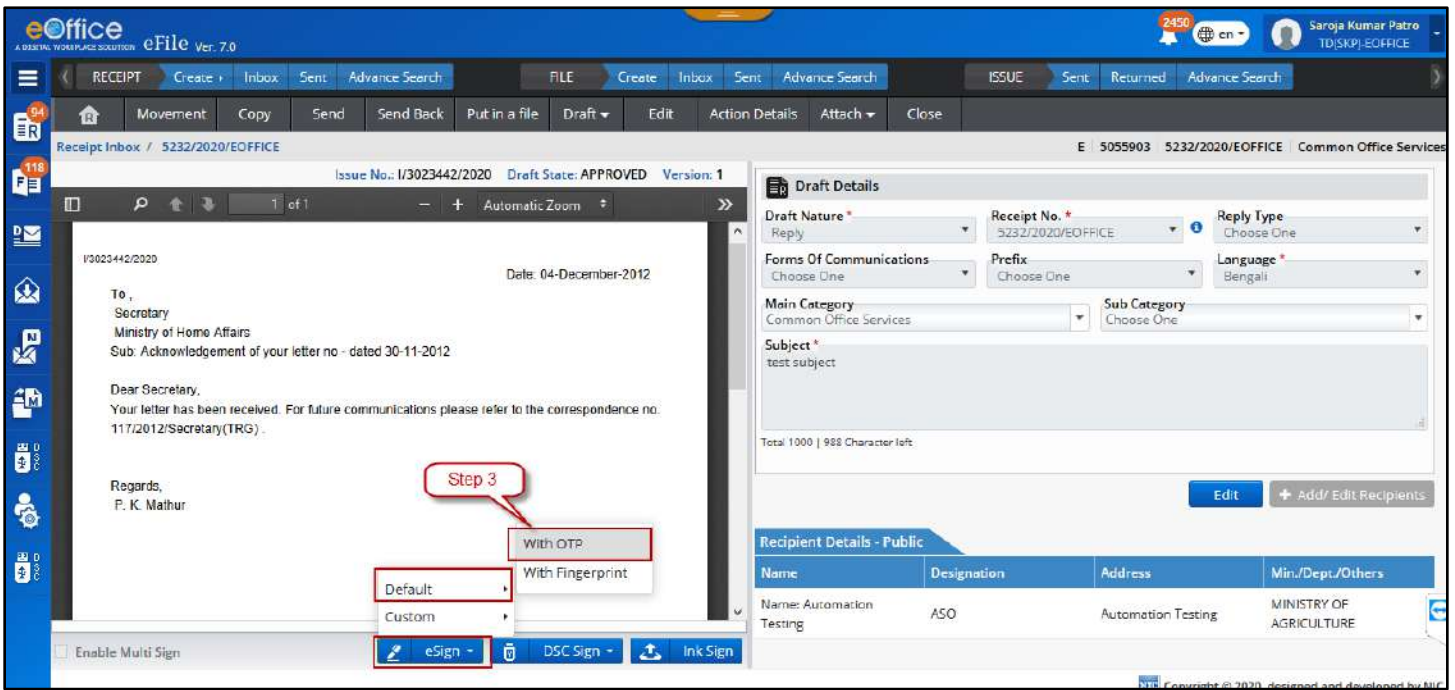 eOffice
A DIGITAL WORKPLACE SOLUTION
eFile Ver. 7.0
2450
en
Saroja Kumar Patro
TD(SKP)-EOFFICE
RECEIPT Create Inbox Sent Advance Search FILE Create Inbox Sent Advance Search ISSUE Sent Returned Advance Search
94
118
Movement Copy Send Send Back Put in a file Draft Edit Action Details Attach Close
Receipt Inbox / 5232/2020/EOFFICE
E 5055903 5232/2020/EOFFICE Common Office Services
Issue No.: I/3023442/2020 Draft State: APPROVED Version: 1
1 of 1 − + Automatic Zoom
I/3023442/2020
Date: 04-December-2012
To ,
Secretary
Ministry of Home Affairs
Sub: Acknowledgement of your letter no - dated 30-11-2012
Dear Secretary,
Your letter has been received. For future communications please refer to the correspondence no.
117/2012/Secretary(TRG) .
Regards,
P. K. Mathur
Step 3
With OTP
With Fingerprint
Default
Custom
Enable Multi Sign
eSign
DSC Sign
Ink Sign
Draft Details
Draft Nature * Receipt No. * Reply Type
Reply 5232/2020/EOFFICE Choose One
Forms Of Communications Prefix Language *
Choose One Choose One Bengali
Main Category Sub Category
Common Office Services Choose One
Subject *
test subject
Total 1000 | 988 Character left
Edit + Add/ Edit Recipients
Recipient Details - Public
Name Designation Address Min./Dept./Others
Name: Automation Testing ASO Automation Testing MINISTRY OF AGRICULTURE
NIC Copyright © 2020, designed and developed by NIC